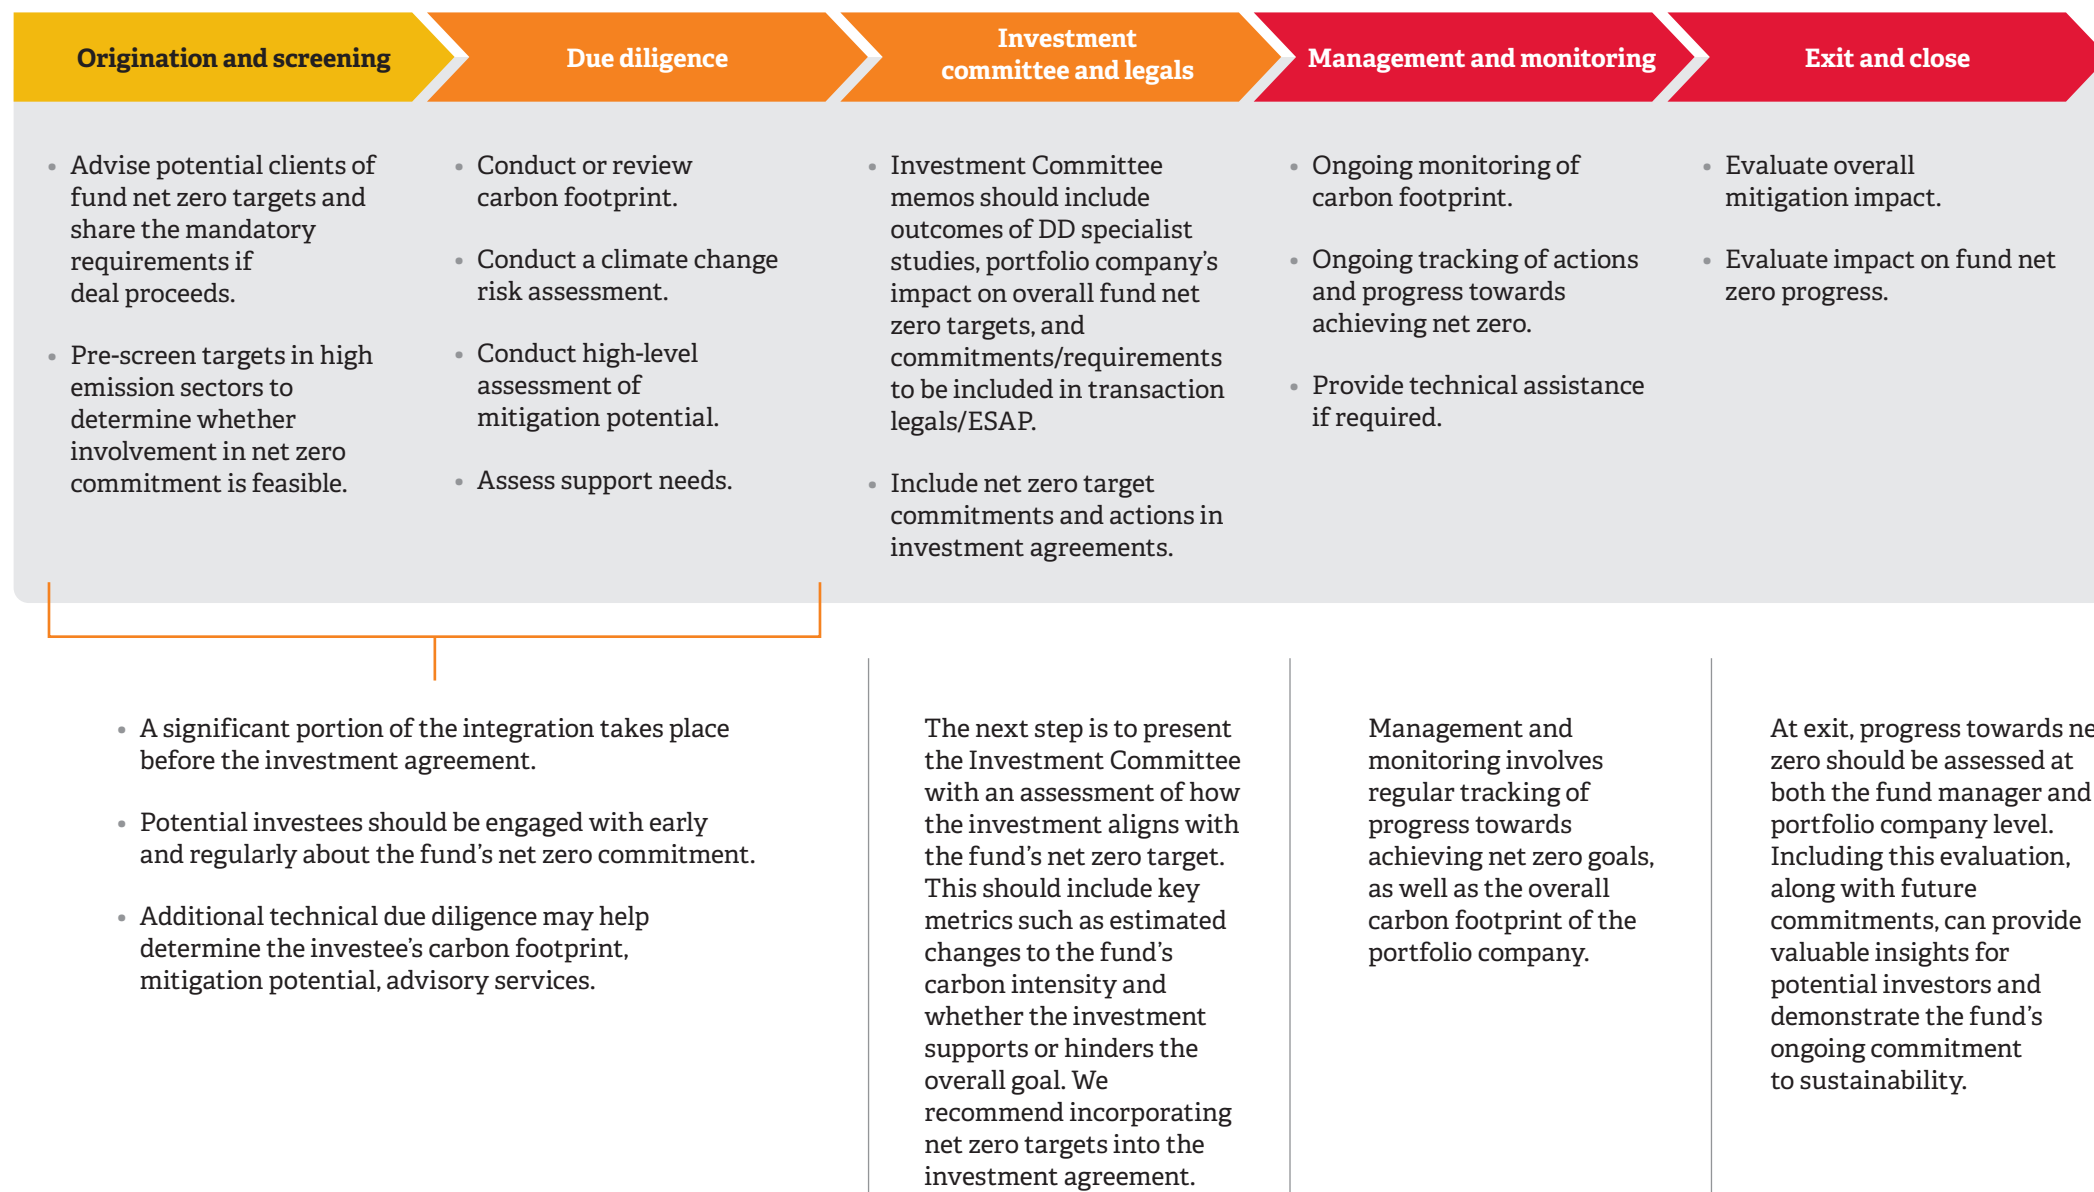 Origination and screening
Due diligence
Investment
committee and legals
Management and monitoring
Exit and close
• Advise potential clients of
fund net zero targets and
share the mandatory
requirements if
deal proceeds.
• Pre-screen targets in high
emission sectors to
determine whether
involvement in net zero
commitment is feasible.
• Conduct or review
carbon footprint.
• Conduct a climate change
risk assessment.
• Conduct high-level
assessment of
mitigation potential.
• Assess support needs.
• Investment Committee
memos should include
outcomes of DD specialist
studies, portfolio company’s
impact on overall fund net
zero targets, and
commitments/requirements
to be included in transaction
legals/ESAP.
• Include net zero target
commitments and actions in
investment agreements.
• Ongoing monitoring of
carbon footprint.
• Ongoing tracking of actions
and progress towards
achieving net zero.
• Provide technical assistance
if required.
• Evaluate overall
mitigation impact.
• Evaluate impact on fund net
zero progress.
• A significant portion of the integration takes place
before the investment agreement.
• Potential investees should be engaged with early
and regularly about the fund’s net zero commitment.
• Additional technical due diligence may help
determine the investee’s carbon footprint,
mitigation potential, advisory services.
The next step is to present
the Investment Committee
with an assessment of how
the investment aligns with
the fund’s net zero target.
This should include key
metrics such as estimated
changes to the fund’s
carbon intensity and
whether the investment
supports or hinders the
overall goal. We
recommend incorporating
net zero targets into the
investment agreement.
Management and
monitoring involves
regular tracking of
progress towards
achieving net zero goals,
as well as the overall
carbon footprint of the
portfolio company.
At exit, progress towards
zero should be assessed at
both the fund manager and
portfolio company level.
Including this evaluation,
along with future
commitments, can provide
valuable insights for
potential investors and
demonstrate the fund’s
ongoing commitment
to sustainability.